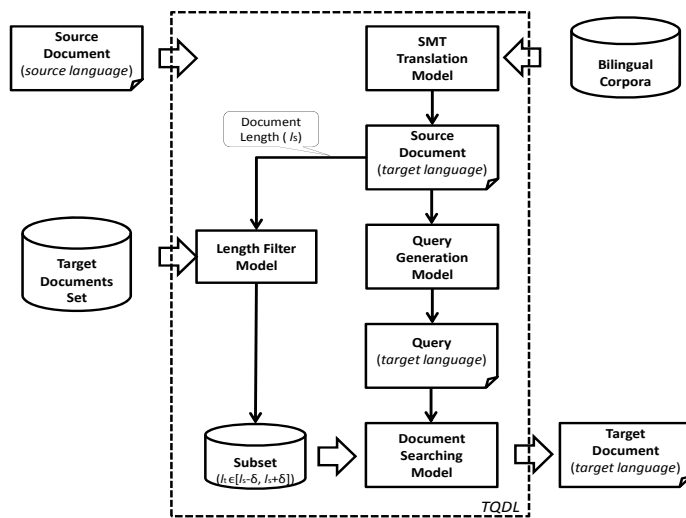 Source
Document
(source language)
SMT
Translation
Model
Bilingual
Corpora
Document
Length ( ls)
Source
Document
(target language)
Target
Documents
Set
Length Filter
Model
Query
Generation
Model
Query
(target language)
Subset
(lt∈[ls-δ, ls+δ])
Document
Searching
Model
Target
Document
(target language)
TQDL